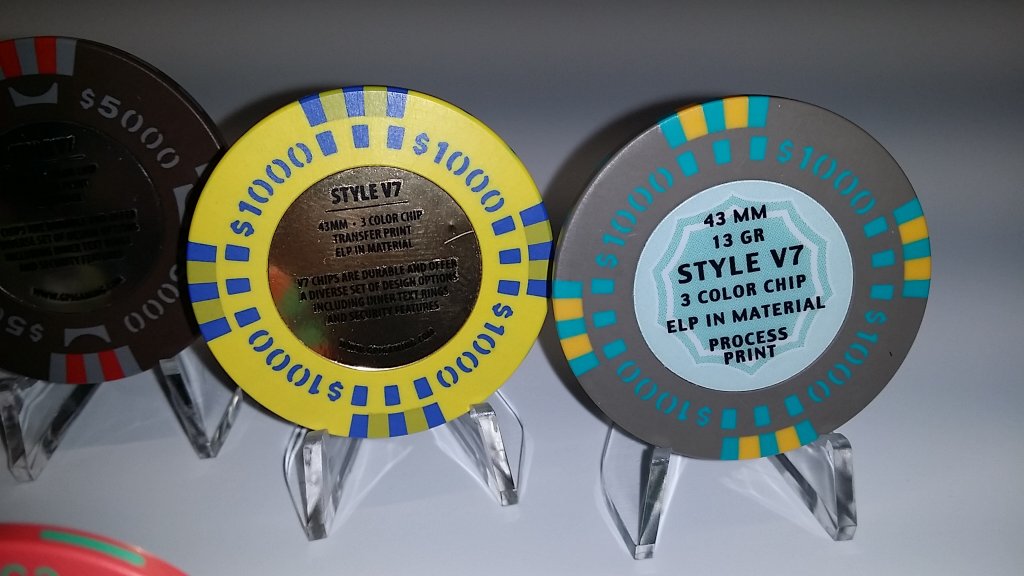 $5000
$1000 $1000
STYLE V7
43MM - 3 COLOR CHIP
TRANSFER PRINT
ELP IN MATERIAL
V7 CHIPS ARE DURABLE AND OFFER
A DIVERSE SET OF DESIGN OPTIONS
INCLUDING INNER TEXT RING
AND SECURITY FEATURES
$1000 $1000
$1000 $1000
43 MM
13 GR
STYLE V7
3 COLOR CHIP
ELP IN MATERIAL
PROCESS
PRINT
$1000 $1000